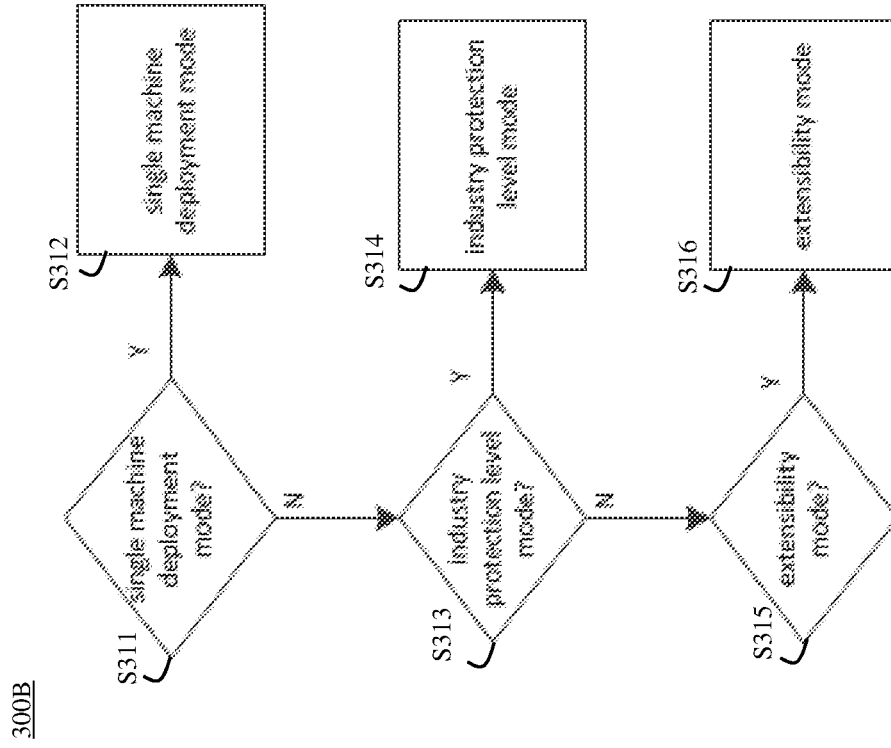 300B
S311
single machine
deployment
mode?
Y
S312
single machine
deployment mode
N
S313
industry
protection level
mode?
Y
S314
industry protection
level mode
N
S315
extensibility
mode?
Y
S316
extensibility mode